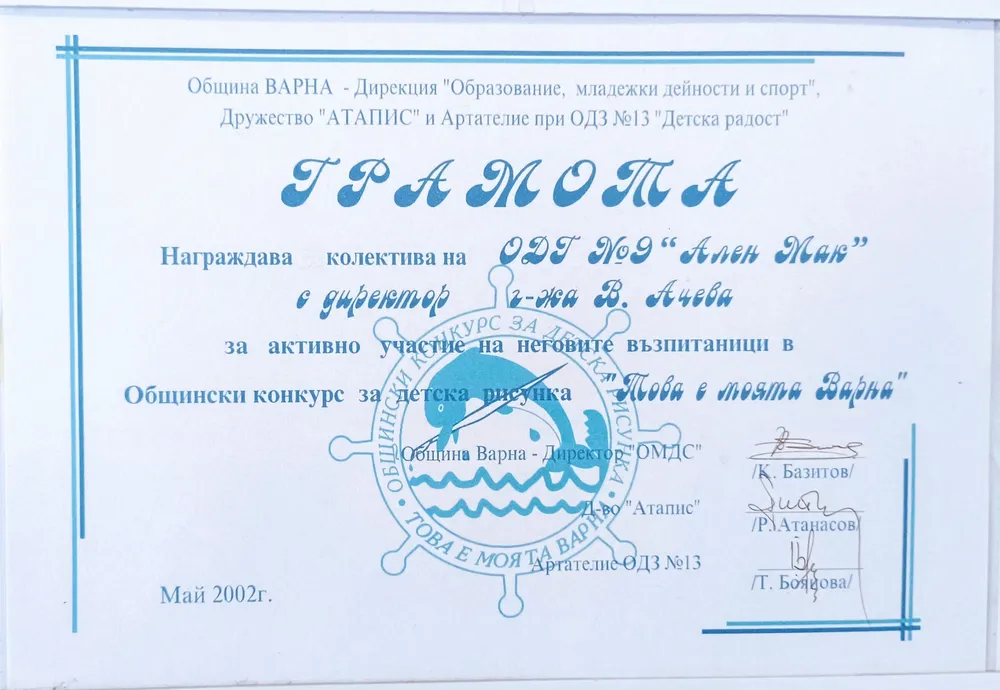 Община ВАРНА - Дирекция "Образование, младежки дейности и спорт",
Дружество "АТАПИС" и Артателие при ОДЗ №13 "Детска радост"
ГРАМОТА
Награждава колектива на ОДГ №9 “Ален Мак”
с директор г-жа В. Ачева
за активно участие на неговите възпитаници в
Общински конкурс за детска рисунка "Това е моята Варна"
ОБЩИНСКИ КОНКУРС ЗА ДЕТСКА РИСУНКА
ТОВА Е МОЯТА ВАРНА
Община Варна - Директор "ОМДС"
/К. Базитов/
Д-во "Атапис"
/Р. Атанасов/
Артателие ОДЗ №13
/Т. Боянова/
Май 2002г.